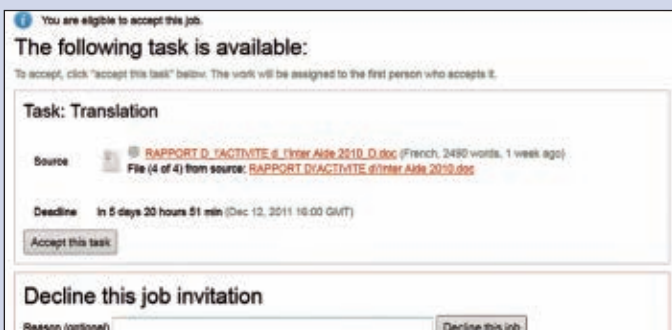 You are eligible to accept this job.
The following task is available:
To accept, click "accept this task" below. The work will be assigned to the first person who accepts it.
Task: Translation
Source RAPPORT D_l'ACTIVITE d_l'Inter Aide 2010_D.doc (French, 2490 words, 1 week ago)
File (4 of 4) from source: RAPPORT D'ACTIVITE d'Inter Aide 2010.doc
Deadline In 5 days 20 hours 51 min (Dec 12, 2011 16:00 GMT)
Accept this task
Decline this job invitation
Reason (optional) Decline this job